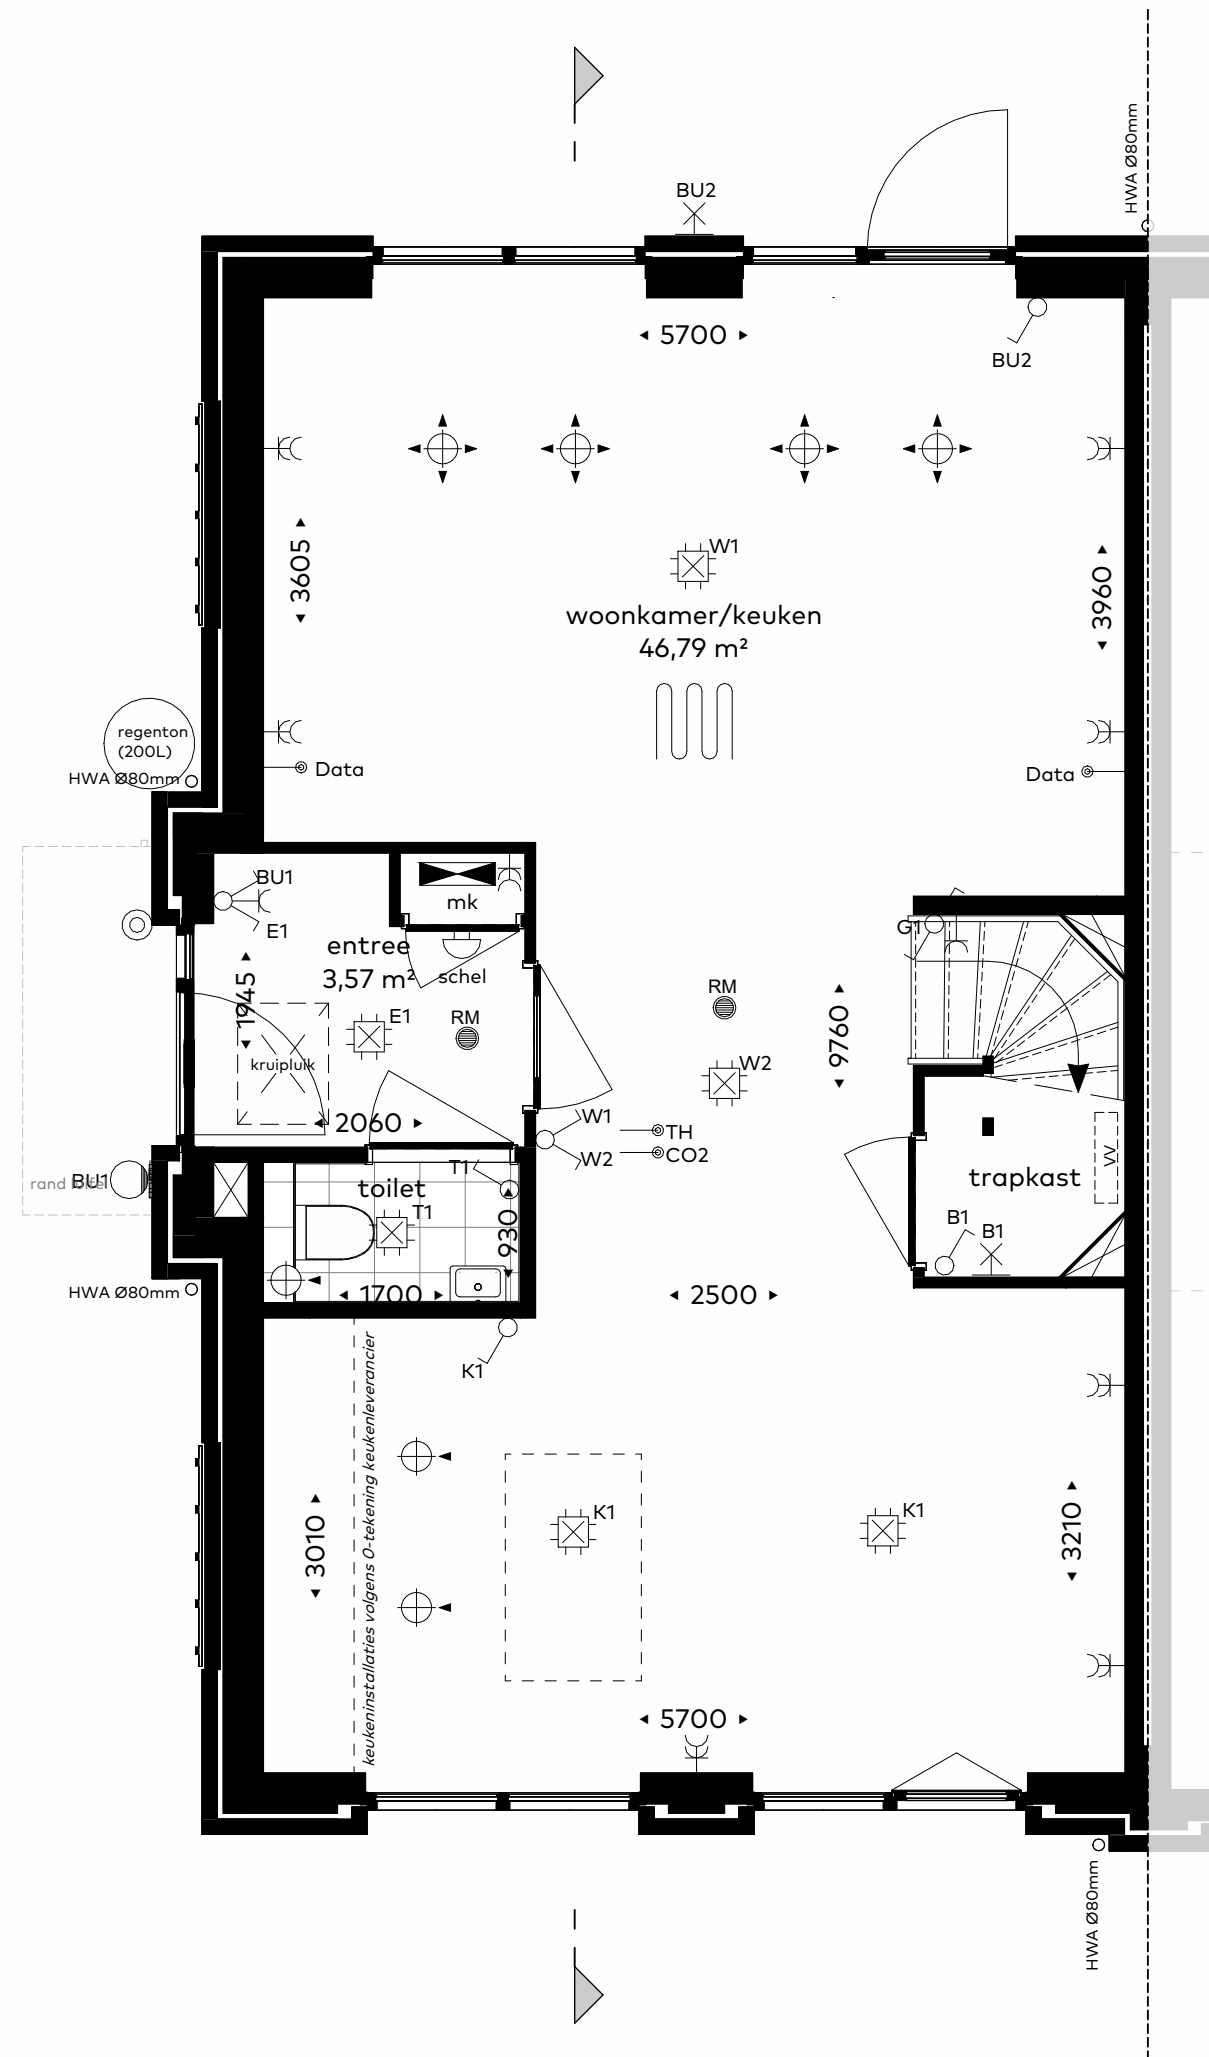 HWA Ø80mm
BU2
5700
BU2
3605
W1
3960
woonkamer/keuken
46,79 m²
regenton
(200L)
HWA Ø80mm
Data
Data
BU1
mk
E1
G1
entree
3,57 m²
schel
1945
RM
E1
RM
9760
kruipluik
W2
2060
W1
TH
W2
CO2
VV
T1
trapkast
BU1
toilet
T1
930
B1
B1
HWA Ø80mm
1700
2500
K1
keukeninstallaties volgens 0-tekening keukenleverancier
K1
K1
3010
3210
5700
HWA Ø80mm